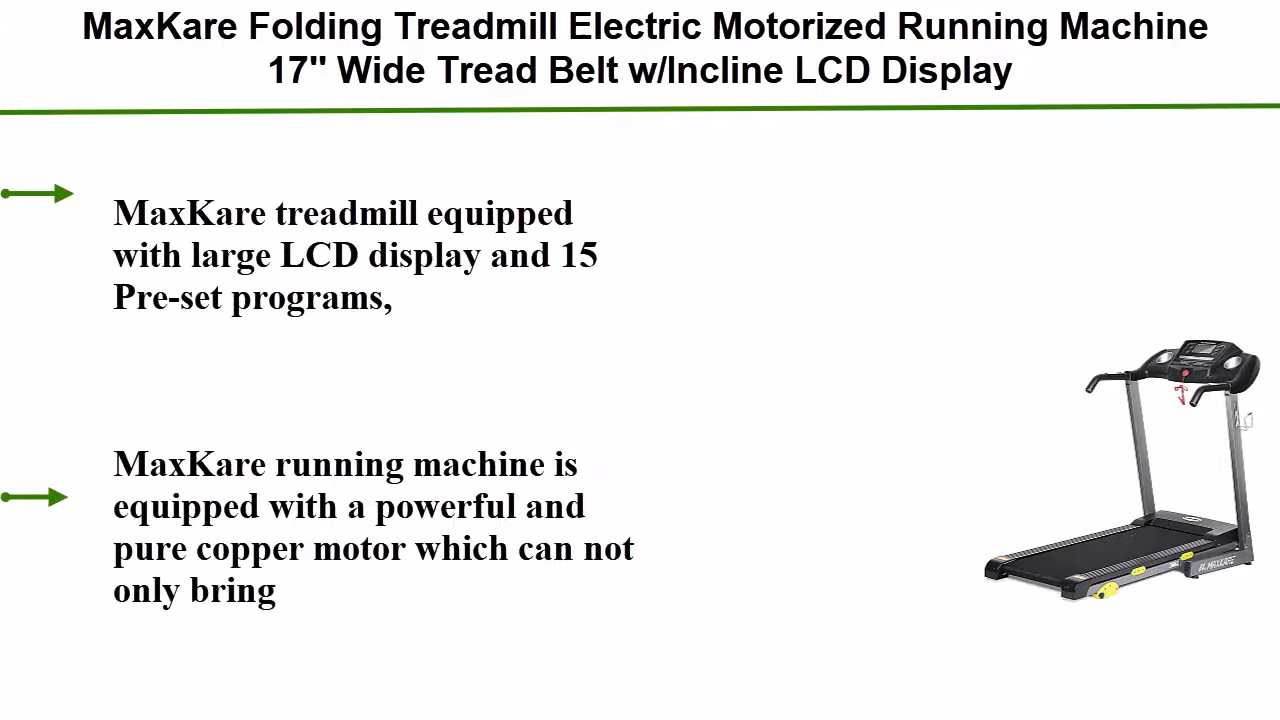 MaxKare Folding Treadmill Electric Motorized Running Machine
17" Wide Tread Belt w/Incline LCD Display
MaxKare treadmill equipped
with large LCD display and 15
Pre-set programs,
MaxKare running machine is
equipped with a powerful and
pure copper motor which can not
only bring
MAXKARE